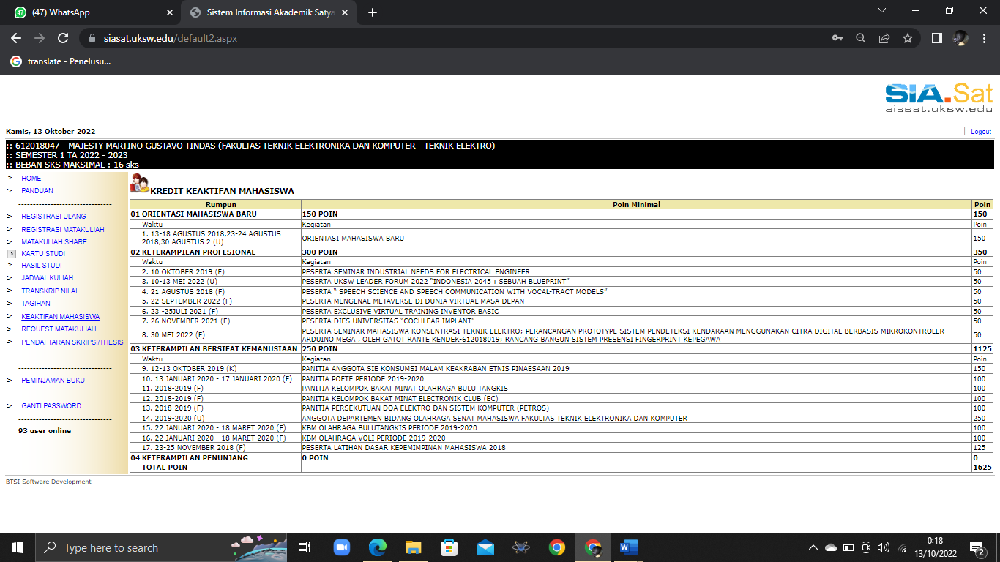 47
(47) WhatsApp
Sistem Informasi Akademik Satya
siasat.uksw.edu/default2.aspx
translate - Penelusu...
SIA.Sat
siasat.uksw.edu
Kamis, 13 Oktober 2022
Logout
:: 612018047 - MAJESTY MARTINO GUSTAVO TINDAS (FAKULTAS TEKNIK ELEKTRONIKA DAN KOMPUTER - TEKNIK ELEKTRO)
:: SEMESTER 1 TA 2022 - 2023
:: BEBAN SKS MAKSIMAL : 16 sks
> HOME
> PANDUAN
--------------------------------
> REGISTRASI ULANG
> REGISTRASI MATAKULIAH
> MATAKULIAH SHARE
> KARTU STUDI
> HASIL STUDI
> JADWAL KULIAH
> TRANSKRIP NILAI
> TAGIHAN
> KEAKTIFAN MAHASISWA
> REQUEST MATAKULIAH
> PENDAFTARAN SKRIPSI/THESIS
--------------------------------
> PEMINJAMAN BUKU
--------------------------------
> GANTI PASSWORD
--------------------------------
93 user online
KREDIT KEAKTIFAN MAHASISWA
Rumpun Poin Minimal Poin
01 ORIENTASI MAHASISWA BARU 150 POIN 150
Waktu Kegiatan Poin
1. 13-18 AGUSTUS 2018,23-24 AGUSTUS
2018,30 AGUSTUS 2 (U) ORIENTASI MAHASISWA BARU 150
02 KETERAMPILAN PROFESIONAL 300 POIN 350
Waktu Kegiatan Poin
2. 10 OKTOBER 2019 (F) PESERTA SEMINAR INDUSTRIAL NEEDS FOR ELECTRICAL ENGINEER 50
3. 10-13 MEI 2022 (U) PESERTA UKSW LEADER FORUM 2022 “INDONESIA 2045 : SEBUAH BLUEPRINT” 50
4. 21 AGUSTUS 2018 (F) PESERTA “ SPEECH SCIENCE AND SPEECH COMMUNICATION WITH VOCAL-TRACT MODELS” 50
5. 22 SEPTEMBER 2022 (F) PESERTA MENGENAL METAVERSE DI DUNIA VIRTUAL MASA DEPAN 50
6. 23 -25JULI 2021 (F) PESERTA EXCLUSIVE VIRTUAL TRAINING INVENTOR BASIC 50
7. 26 NOVEMBER 2021 (F) PESERTA DIES UNIVERSITAS “COCHLEAR IMPLANT” 50
8. 30 MEI 2022 (F) PESERTA SEMINAR MAHASISWA KONSENTRASI TEKNIK ELEKTRO; PERANCANGAN PROTOTYPE SISTEM PENDETEKSI KENDARAAN MENGGUNAKAN CITRA DIGITAL BERBASIS MIKROKONTROLER
ARDUINO MEGA , OLEH GATOT RANTE KENDEK-612018019; RANCANG BANGUN SISTEM PRESENSI FINGERPRINT KEPEGAWA 50
03 KETERAMPILAN BERSIFAT KEMANUSIAAN 250 POIN 1125
Waktu Kegiatan Poin
9. 12-13 OKTOBER 2019 (K) PANITIA ANGGOTA SIE KONSUMSI MALAM KEAKRABAN ETNIS PINAESAAN 2019 150
10. 13 JANUARI 2020 - 17 JANUARI 2020 (F) PANITIA POFTE PERIODE 2019-2020 100
11. 2018-2019 (F) PANITIA KELOMPOK BAKAT MINAT OLAHRAGA BULU TANGKIS 100
12. 2018-2019 (F) PANITIA KELOMPOK BAKAT MINAT ELECTRONIK CLUB (EC) 100
13. 2018-2019 (F) PANITIA PERSEKUTUAN DOA ELEKTRO DAN SISTEM KOMPUTER (PETROS) 100
14. 2019-2020 (U) ANGGOTA DEPARTEMEN BIDANG OLAHRAGA SENAT MAHASISWA FAKULTAS TEKNIK ELEKTRONIKA DAN KOMPUTER 250
15. 22 JANUARI 2020 - 18 MARET 2020 (F) KBM OLAHRAGA BULUTANGKIS PERIODE 2019-2020 100
16. 22 JANUARI 2020 - 18 MARET 2020 (F) KBM OLAHRAGA VOLI PERIODE 2019-2020 100
17. 23-25 NOVEMBER 2018 (F) PESERTA LATIHAN DASAR KEPEMIMPINAN MAHASISWA 2018 125
04 KETERAMPILAN PENUNJANG 0 POIN 0
TOTAL POIN 1625
BTSI Software Development
Type here to search
0:18
13/10/2022
2